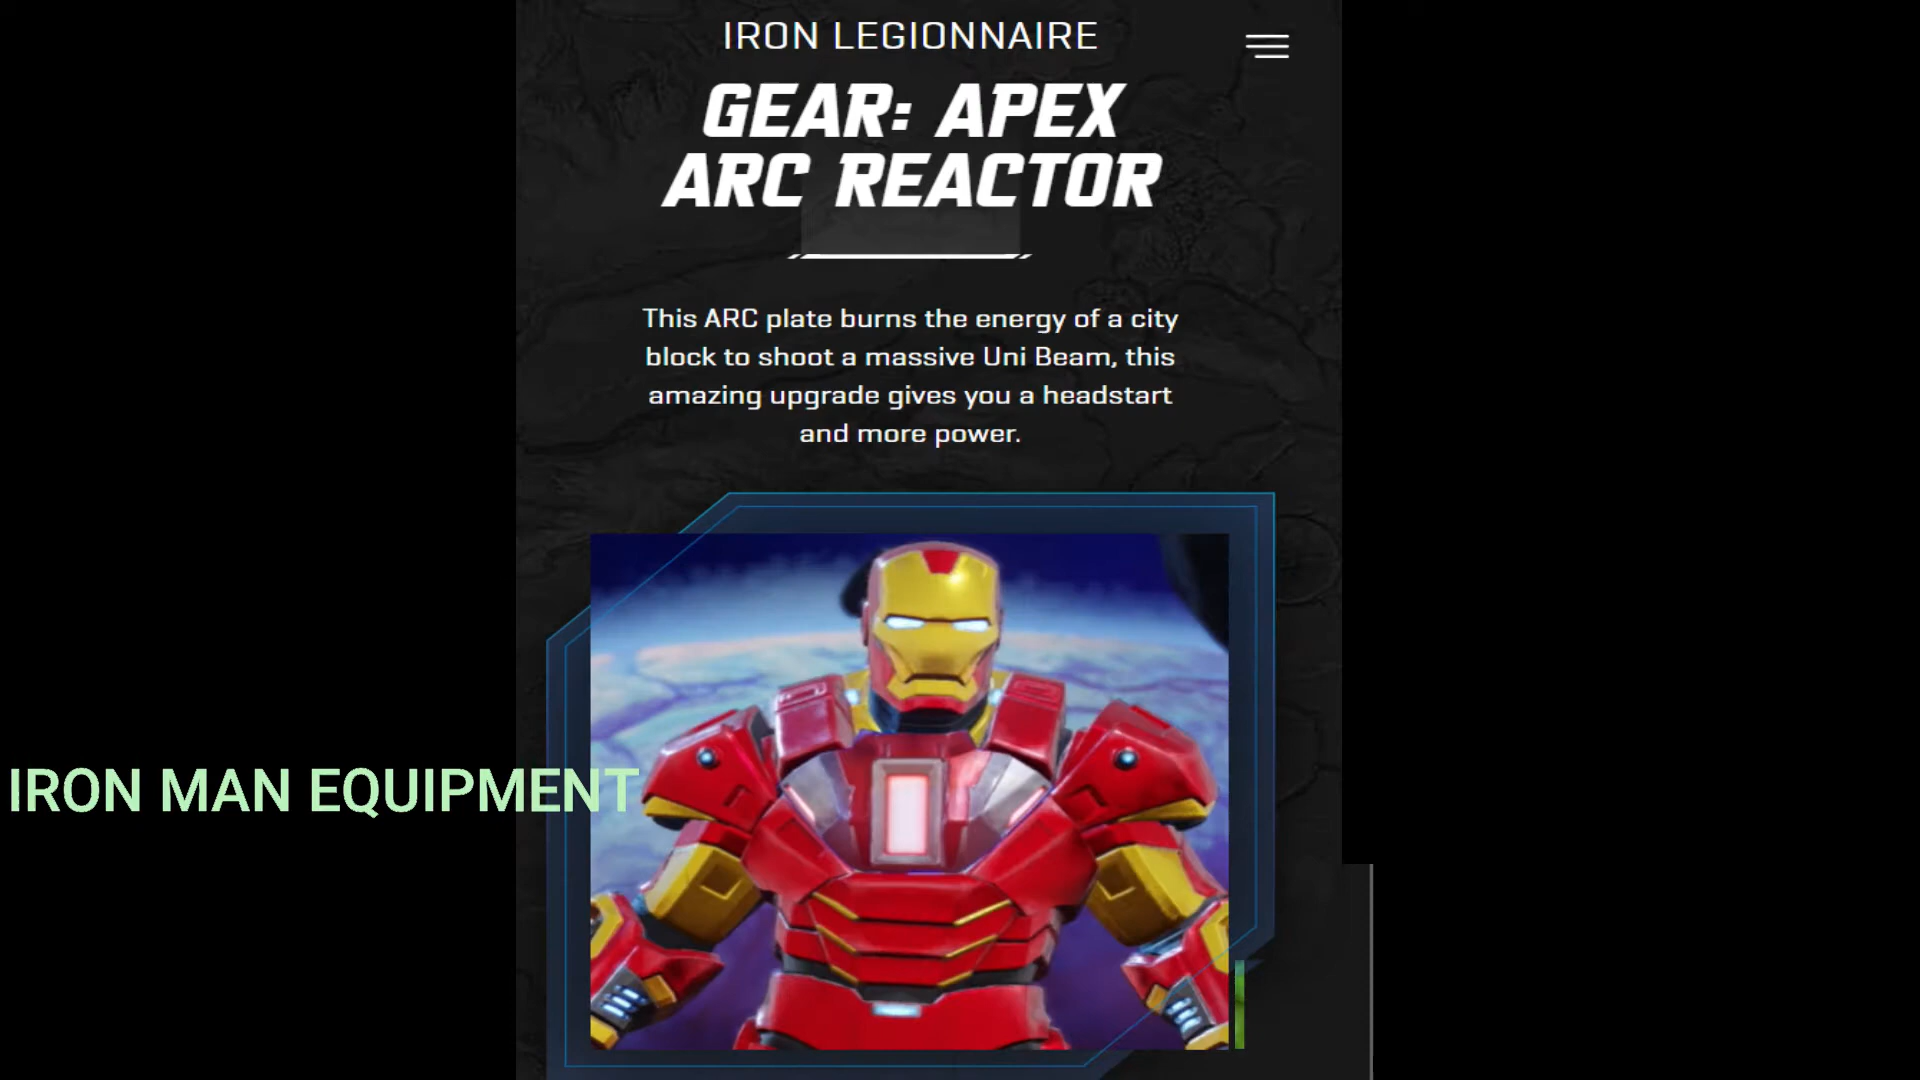 IRON LEGIONNAIRE
GEAR: APEX
ARC REACTOR
This ARC plate burns the energy of a city
block to shoot a massive Uni Beam, this
amazing upgrade gives you a headstart
and more power.
IRON MAN EQUIPMENT